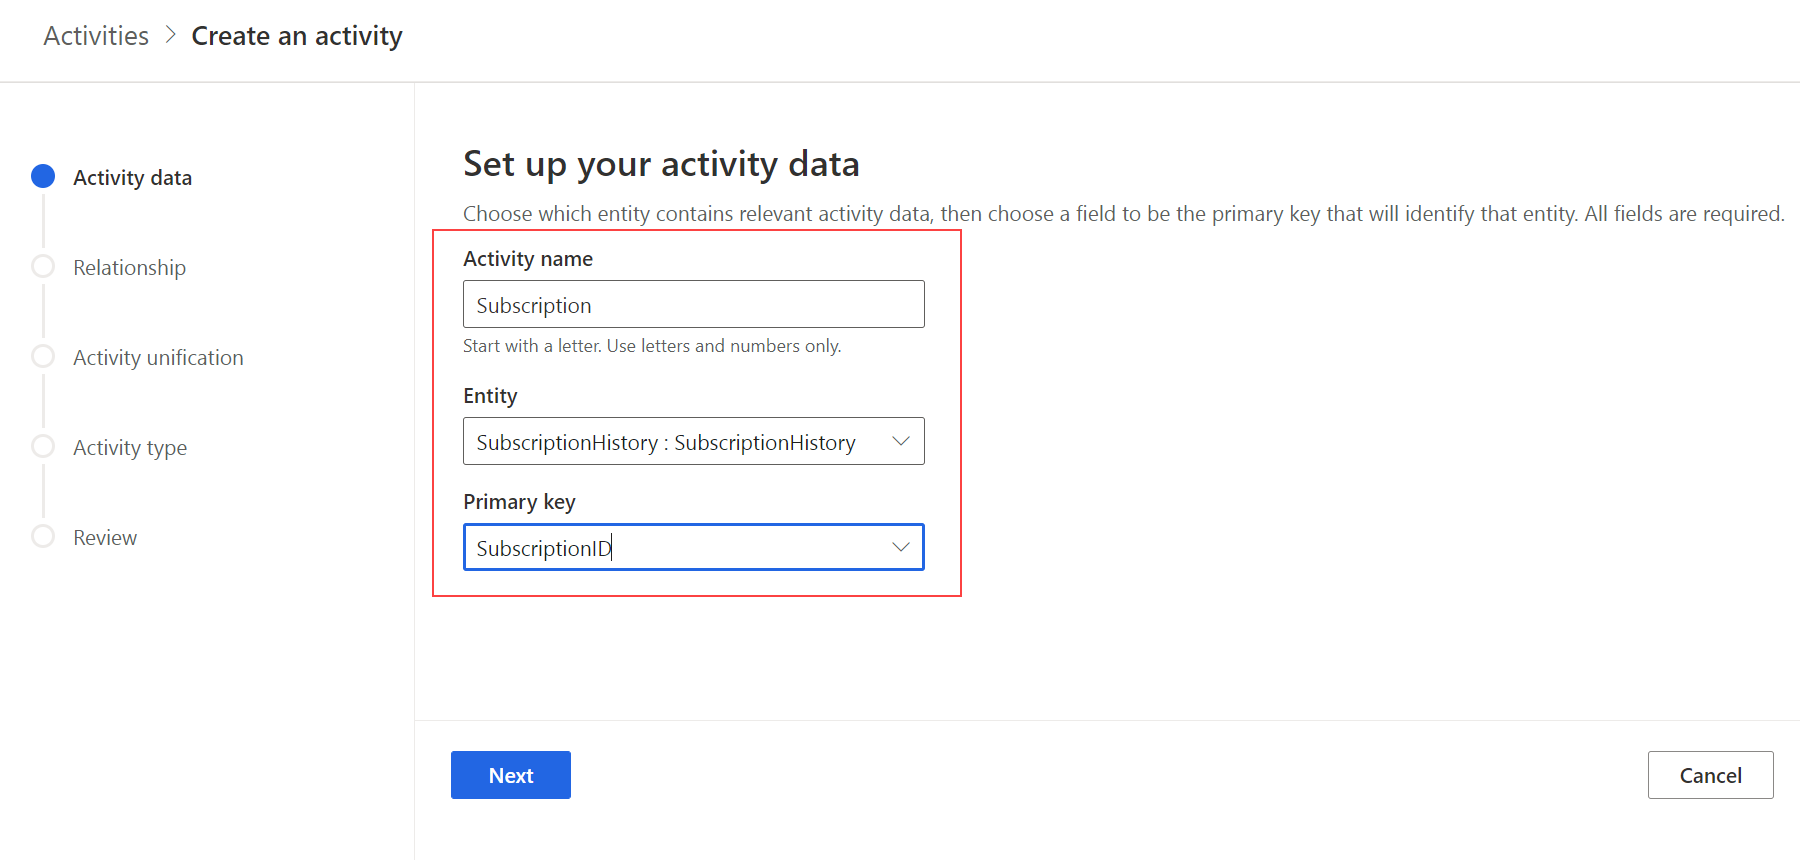 Activities > Create an activity
Activity data
Relationship
Activity unification
Activity type
Review
Set up your activity data
Choose which entity contains relevant activity data, then choose a field to be the primary key that will identify that entity. All fields are required.
Activity name
Subscription
Start with a letter. Use letters and numbers only.
Entity
SubscriptionHistory : SubscriptionHistory
Primary key
SubscriptionID
Next
Cancel